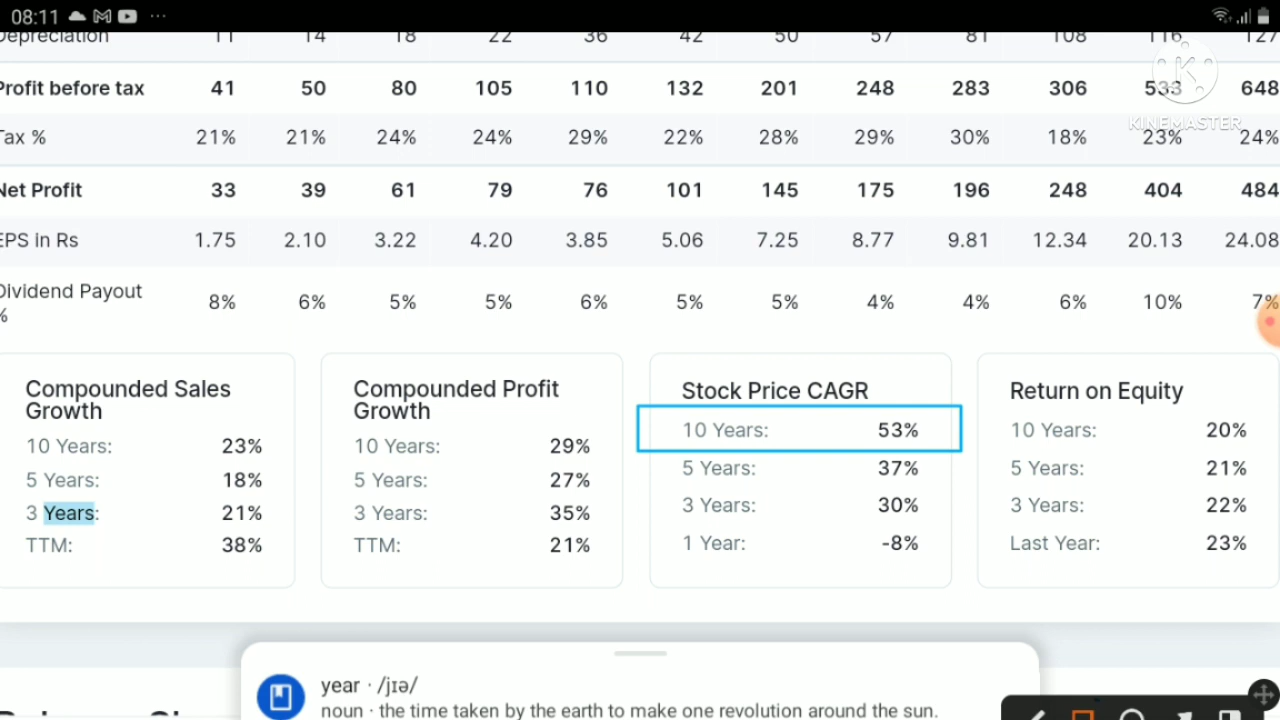 08:11 ...
Depreciation 11 14 18 22 36 42 50 57 81 108 116 127
Profit before tax 41 50 80 105 110 132 201 248 283 306 533 648
KINEMASTER
Tax % 21% 21% 24% 24% 29% 22% 28% 29% 30% 18% 23% 24%
Net Profit 33 39 61 79 76 101 145 175 196 248 404 484
EPS in Rs 1.75 2.10 3.22 4.20 3.85 5.06 7.25 8.77 9.81 12.34 20.13 24.08
Dividend Payout % 8% 6% 5% 5% 6% 5% 5% 4% 4% 6% 10% 7%
Compounded Sales
Growth
10 Years: 23%
5 Years: 18%
3 Years: 21%
TTM: 38%
Compounded Profit
Growth
10 Years: 29%
5 Years: 27%
3 Years: 35%
TTM: 21%
Stock Price CAGR
10 Years: 53%
5 Years: 37%
3 Years: 30%
1 Year: -8%
Return on Equity
10 Years: 20%
5 Years: 21%
3 Years: 22%
Last Year: 23%
year · /jɪə/
noun · the time taken by the earth to make one revolution around the sun.